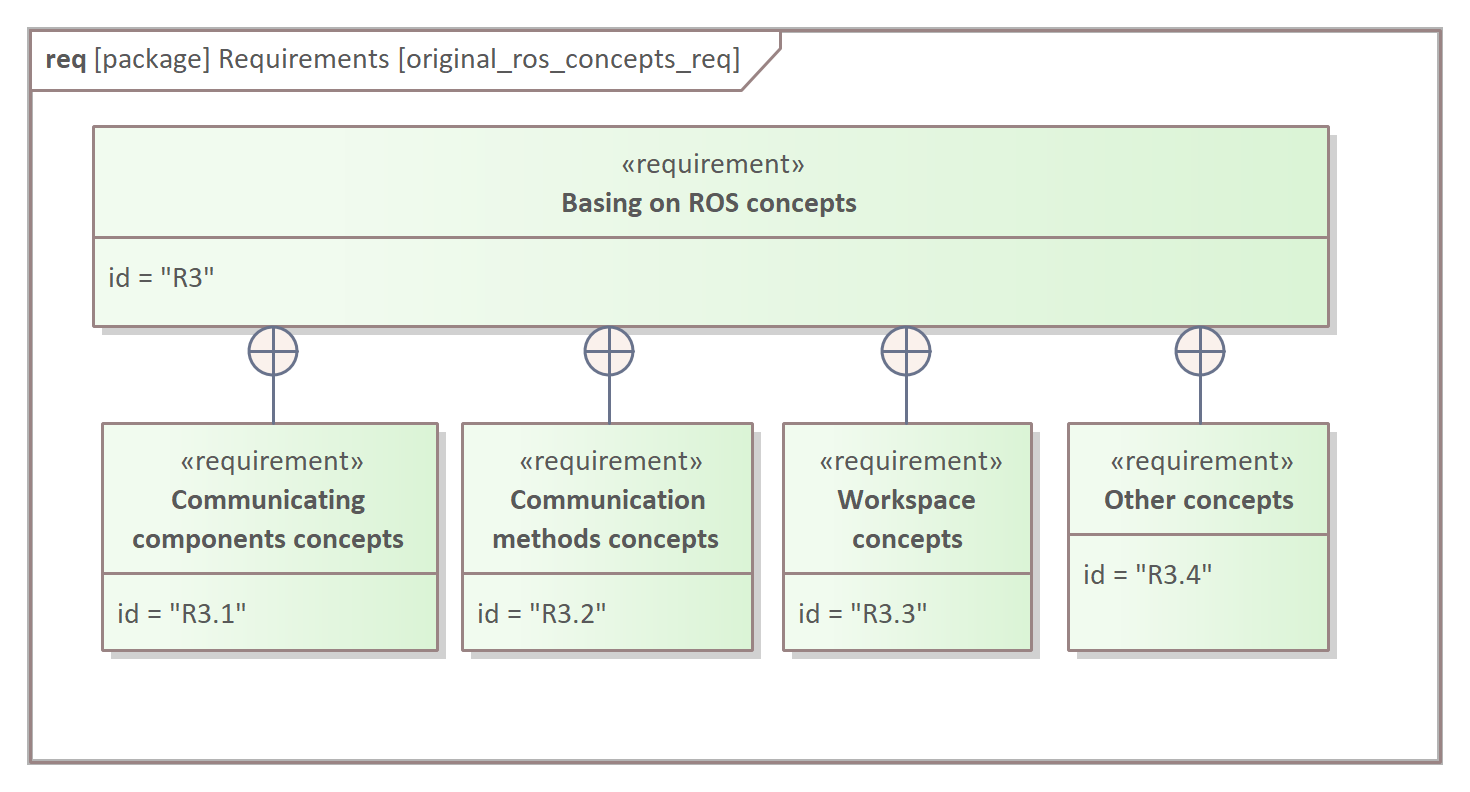 req [package] Requirements [original_ros_concepts_req]
«requirement»
Basing on ROS concepts
id = "R3"
«requirement»
Communicating
components concepts
id = "R3.1"
«requirement»
Communication
methods concepts
id = "R3.2"
«requirement»
Workspace
concepts
id = "R3.3"
«requirement»
Other concepts
id = "R3.4"